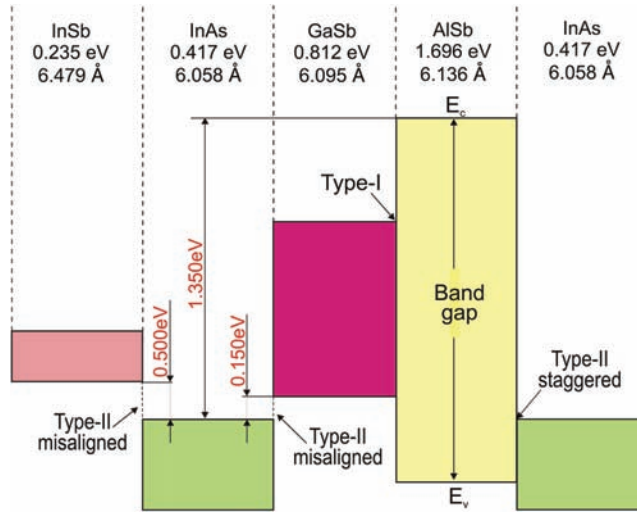 InSb
0.235 eV
6.479 Å
InAs
0.417 eV
6.058 Å
GaSb
0.812 eV
6.095 Å
AlSb
1.696 eV
6.136 Å
InAs
0.417 eV
6.058 Å
E_c
Type-I
1.350eV
Band
gap
0.500eV
0.150eV
Type-II
staggered
Type-II
misaligned
Type-II
misaligned
E_v